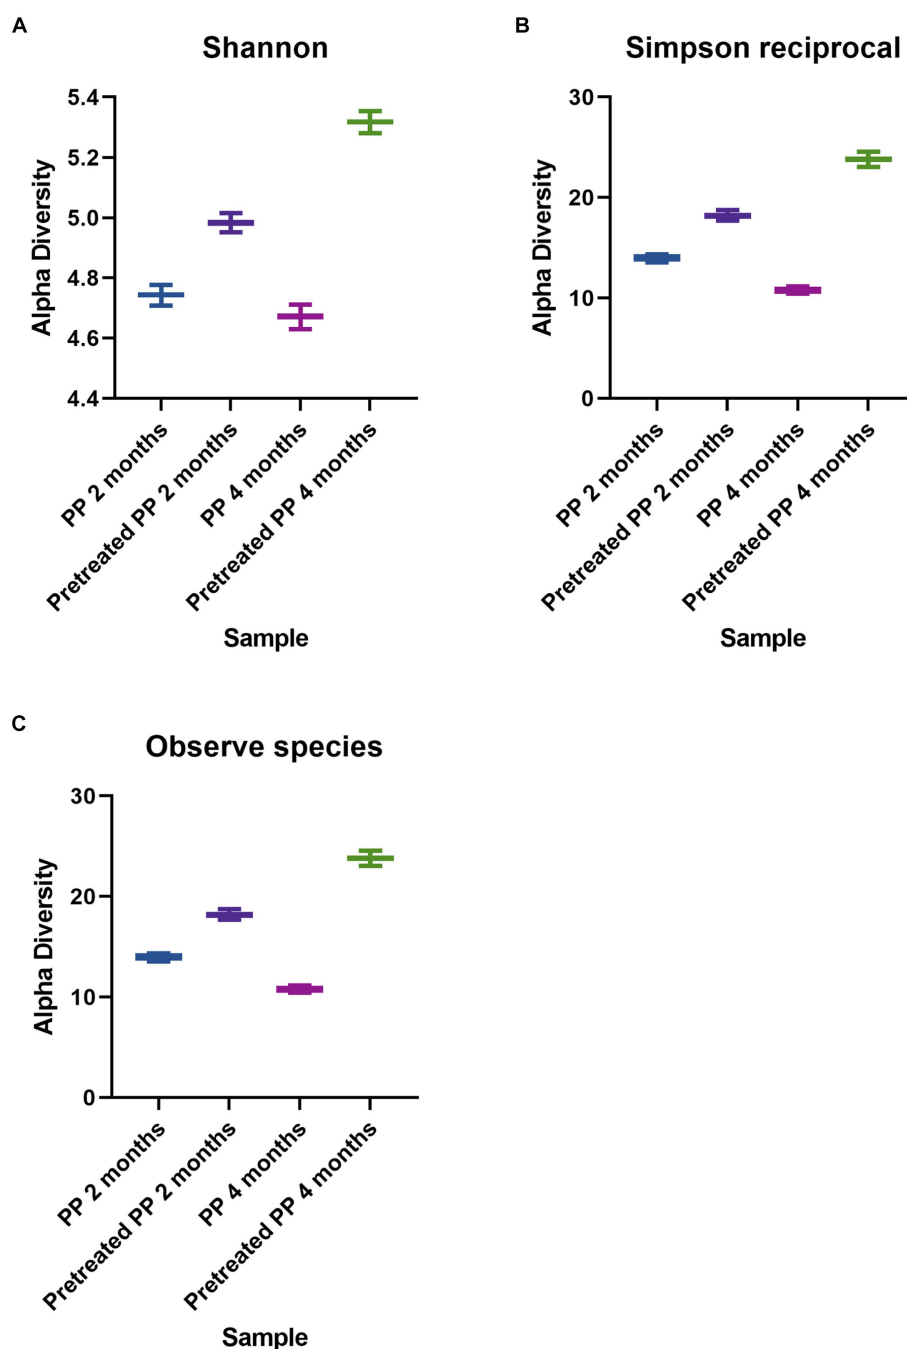 A
Shannon
5.4
5.2
5.0
4.8
4.6
4.4
Alpha Diversity
PP 2 months
Pretreated PP 2 months
PP 4 months
Pretreated PP 4 months
Sample
B
Simpson reciprocal
30
20
10
0
Alpha Diversity
PP 2 months
Pretreated PP 2 months
PP 4 months
Pretreated PP 4 months
Sample
C
Observe species
30
20
10
0
Alpha Diversity
PP 2 months
Pretreated PP 2 months
PP 4 months
Pretreated PP 4 months
Sample